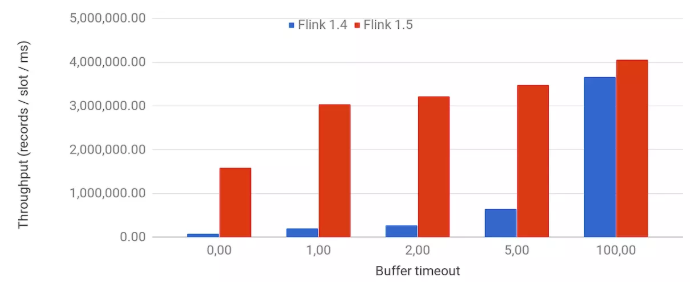 Flink 1.4 Flink 1.5
Throughput (records / slot / ms)
5,000,000.00
4,000,000.00
3,000,000.00
2,000,000.00
1,000,000.00
0.00
0,00 1,00 2,00 5,00 100,00
Buffer timeout